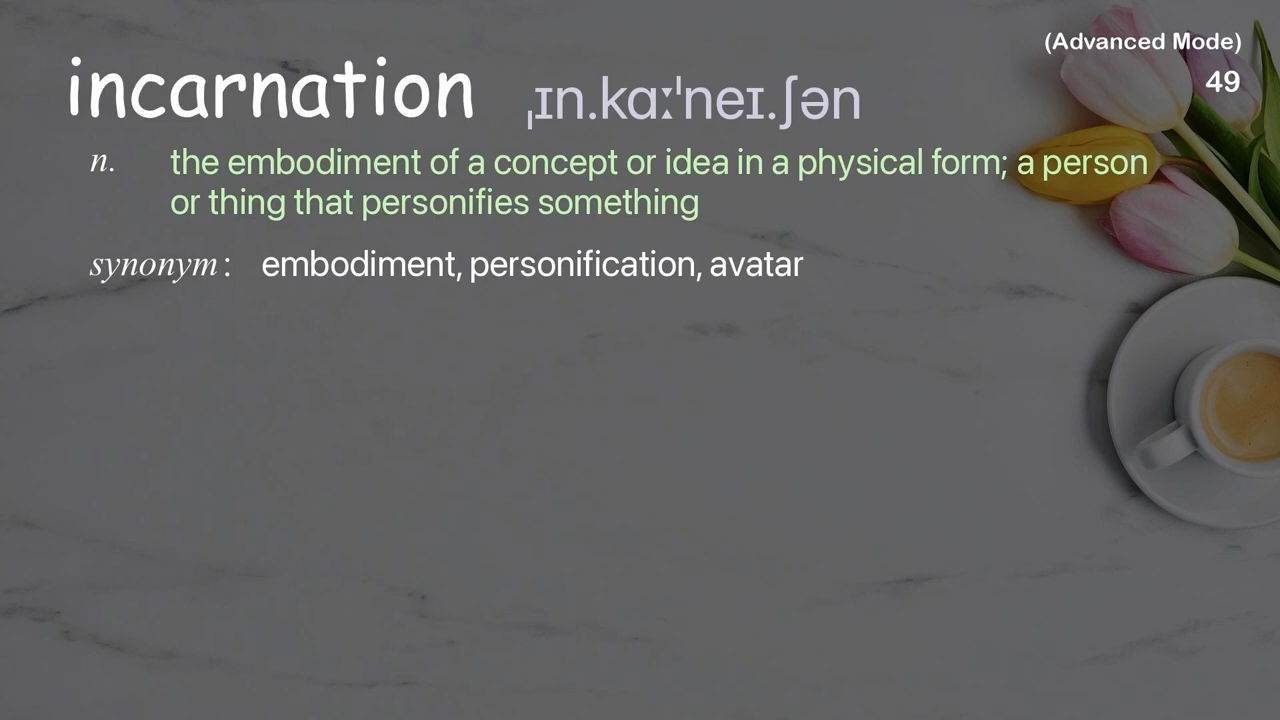 (Advanced Mode)
49
incarnation ˌɪn.kɑːˈneɪ.ʃən
n. the embodiment of a concept or idea in a physical form; a person
or thing that personifies something
synonym : embodiment, personification, avatar